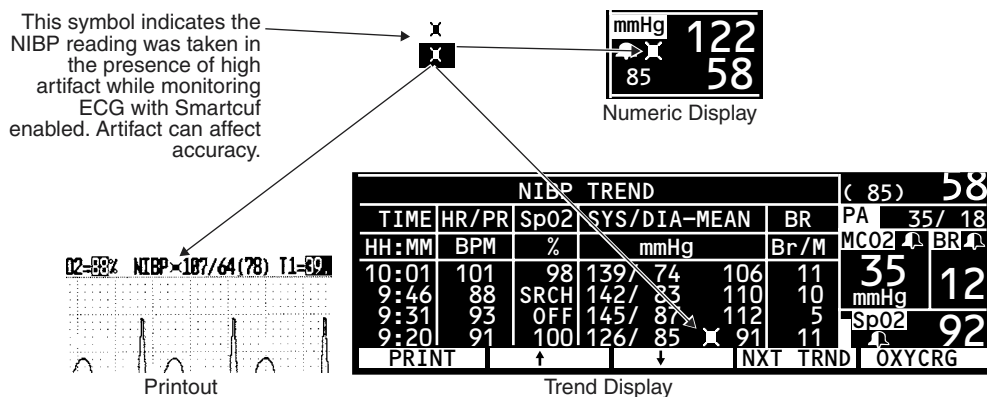 This symbol indicates the
NIBP reading was taken in
the presence of high
artifact while monitoring
ECG with Smartcuf
enabled. Artifact can affect
accuracy.
mmHg 122
85 58
Numeric Display
NIBP TREND
TIME HR/PR SpO2 SYS/DIA-MEAN BR
HH:MM BPM % mmHg Br/M
10:01 101 98 139/ 74 106 11
9:46 88 SRCH 142/ 83 110 10
9:31 93 OFF 145/ 87 112 5
9:20 91 100 126/ 85 91 11
PRINT ↑ ↓ NXT TRND OXYCRG
( 85) 58
PA 35/ 18
MCO2 BR
35 12
mmHg
SpO2 92
Trend Display
NIBP 107/64(78)
Printout